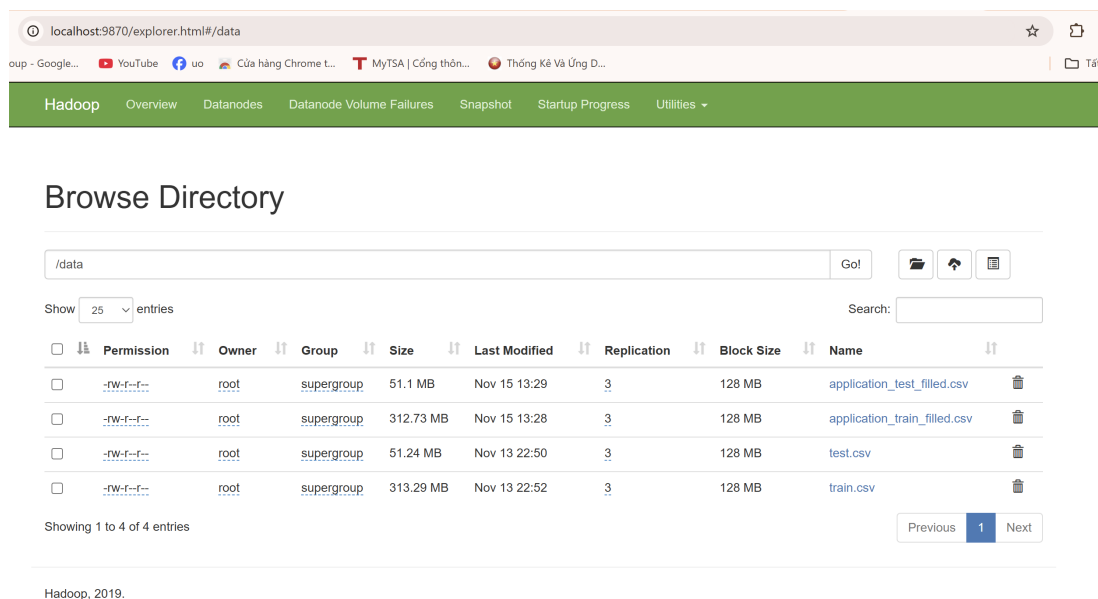 localhost:9870/explorer.html#/data
oup - Google... YouTube uo Cửa hàng Chrome t... MyTSA | Cổng thôn... Thống Kê Và Ứng D...
Hadoop Overview Datanodes Datanode Volume Failures Snapshot Startup Progress Utilities
Browse Directory
/data Go!
Show 25 entries Search:
Permission Owner Group Size Last Modified Replication Block Size Name
-rw-r--r-- root supergroup 51.1 MB Nov 15 13:29 3 128 MB application_test_filled.csv
-rw-r--r-- root supergroup 312.73 MB Nov 15 13:28 3 128 MB application_train_filled.csv
-rw-r--r-- root supergroup 51.24 MB Nov 13 22:50 3 128 MB test.csv
-rw-r--r-- root supergroup 313.29 MB Nov 13 22:52 3 128 MB train.csv
Showing 1 to 4 of 4 entries Previous 1 Next
Hadoop, 2019.